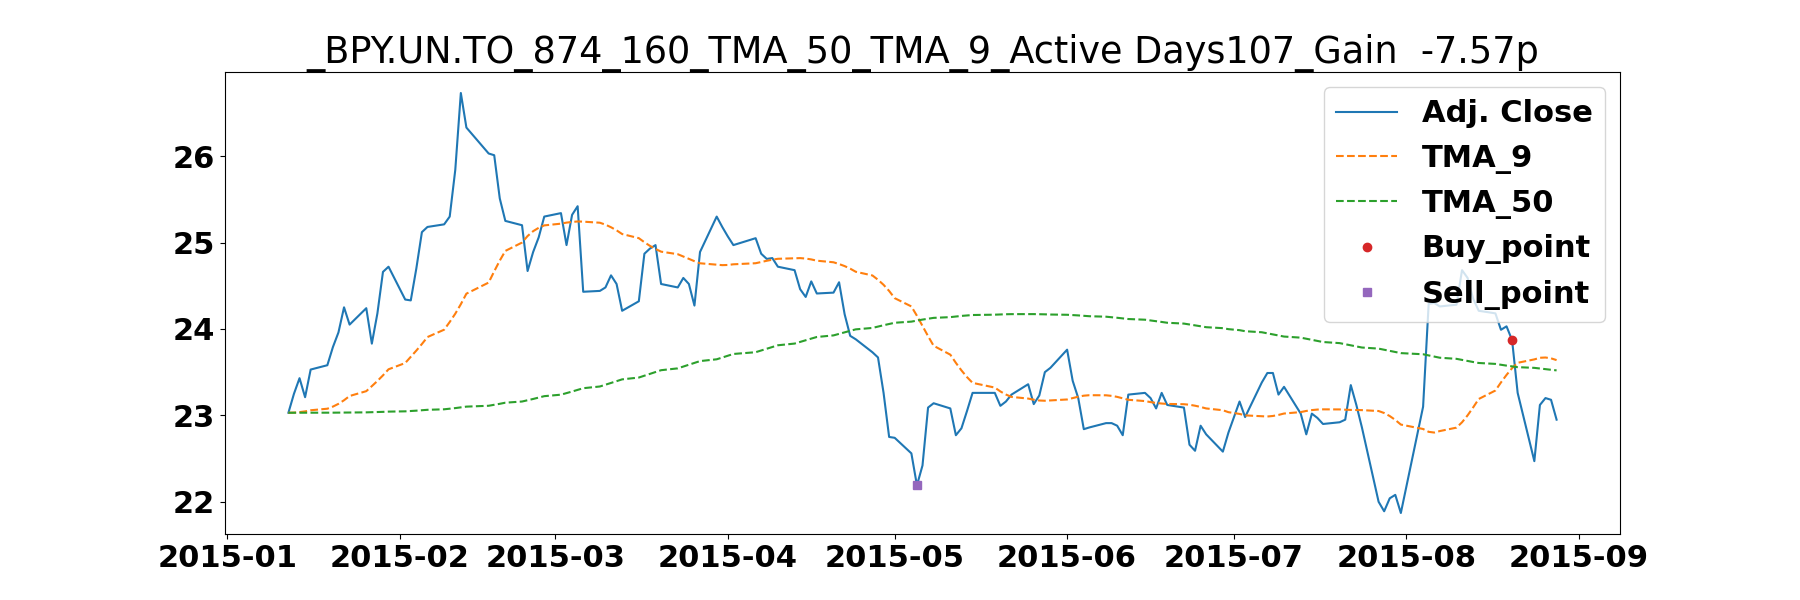 _BPY.UN.TO_874_160_TMA_50_TMA_9_Active Days107_Gain  -7.57p
Adj. Close
TMA_9
TMA_50
Buy_point
Sell_point
26
25
24
23
22
2015-01 2015-02 2015-03 2015-04 2015-05 2015-06 2015-07 2015-08 2015-09